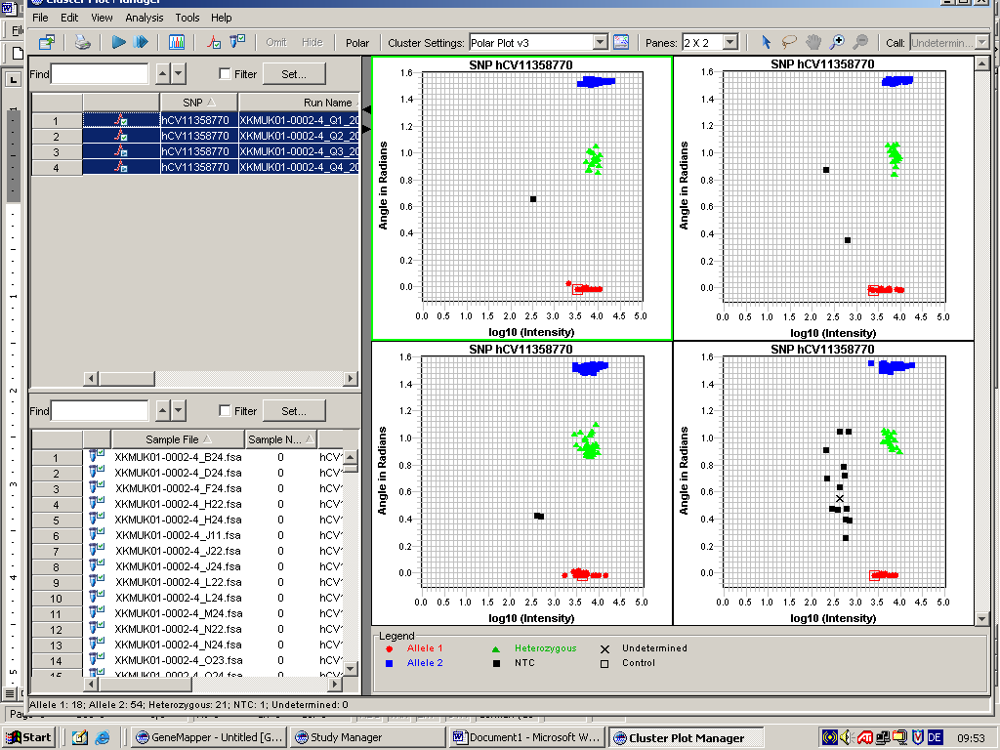 Cluster Plot Manager
File Edit View Analysis Tools Help
Omit Hide Polar Cluster Settings: Polar Plot v3 Panes: 2 X 2 Call: Undetermin...
Find Filter Set...
SNP Run Name
1 hCV11358770 XKMUK01-0002-4_Q1_20
2 hCV11358770 XKMUK01-0002-4_Q2_20
3 hCV11358770 XKMUK01-0002-4_Q3_20
4 hCV11358770 XKMUK01-0002-4_Q4_20
Find Filter Set...
Sample File Sample N...
1 XKMUK01-0002-4_B24.fsa 0 hCV
2 XKMUK01-0002-4_D24.fsa 0 hCV
3 XKMUK01-0002-4_F24.fsa 0 hCV
4 XKMUK01-0002-4_H22.fsa 0 hCV
5 XKMUK01-0002-4_H24.fsa 0 hCV
6 XKMUK01-0002-4_J11.fsa 0 hCV
7 XKMUK01-0002-4_J22.fsa 0 hCV
8 XKMUK01-0002-4_J24.fsa 0 hCV
9 XKMUK01-0002-4_L22.fsa 0 hCV
10 XKMUK01-0002-4_L24.fsa 0 hCV
11 XKMUK01-0002-4_M24.fsa 0 hCV
12 XKMUK01-0002-4_N22.fsa 0 hCV
13 XKMUK01-0002-4_N24.fsa 0 hCV
14 XKMUK01-0002-4_O23.fsa 0 hCV
15 XKMUK01-0002-4_O24.fsa 0 hCV
SNP hCV11358770
Angle in Radians
1.6
1.4
1.2
1.0
0.8
0.6
0.4
0.2
0.0
0.0 0.5 1.0 1.5 2.0 2.5 3.0 3.5 4.0 4.5 5.0
log10 (Intensity)
SNP hCV11358770
Angle in Radians
1.6
1.4
1.2
1.0
0.8
0.6
0.4
0.2
0.0
0.0 0.5 1.0 1.5 2.0 2.5 3.0 3.5 4.0 4.5 5.0
log10 (Intensity)
SNP hCV11358770
Angle in Radians
1.6
1.4
1.2
1.0
0.8
0.6
0.4
0.2
0.0
0.0 0.5 1.0 1.5 2.0 2.5 3.0 3.5 4.0 4.5 5.0
log10 (Intensity)
SNP hCV11358770
Angle in Radians
1.6
1.4
1.2
1.0
0.8
0.6
0.4
0.2
0.0
0.0 0.5 1.0 1.5 2.0 2.5 3.0 3.5 4.0 4.5 5.0
log10 (Intensity)
Legend
Allele 1 Heterozygous Undetermined
Allele 2 NTC Control
Allele 1: 18; Allele 2: 54; Heterozygous: 21; NTC: 1; Undetermined: 0
Start GeneMapper - Untitled [G... Study Manager Document1 - Microsoft W... Cluster Plot Manager DE 09:53